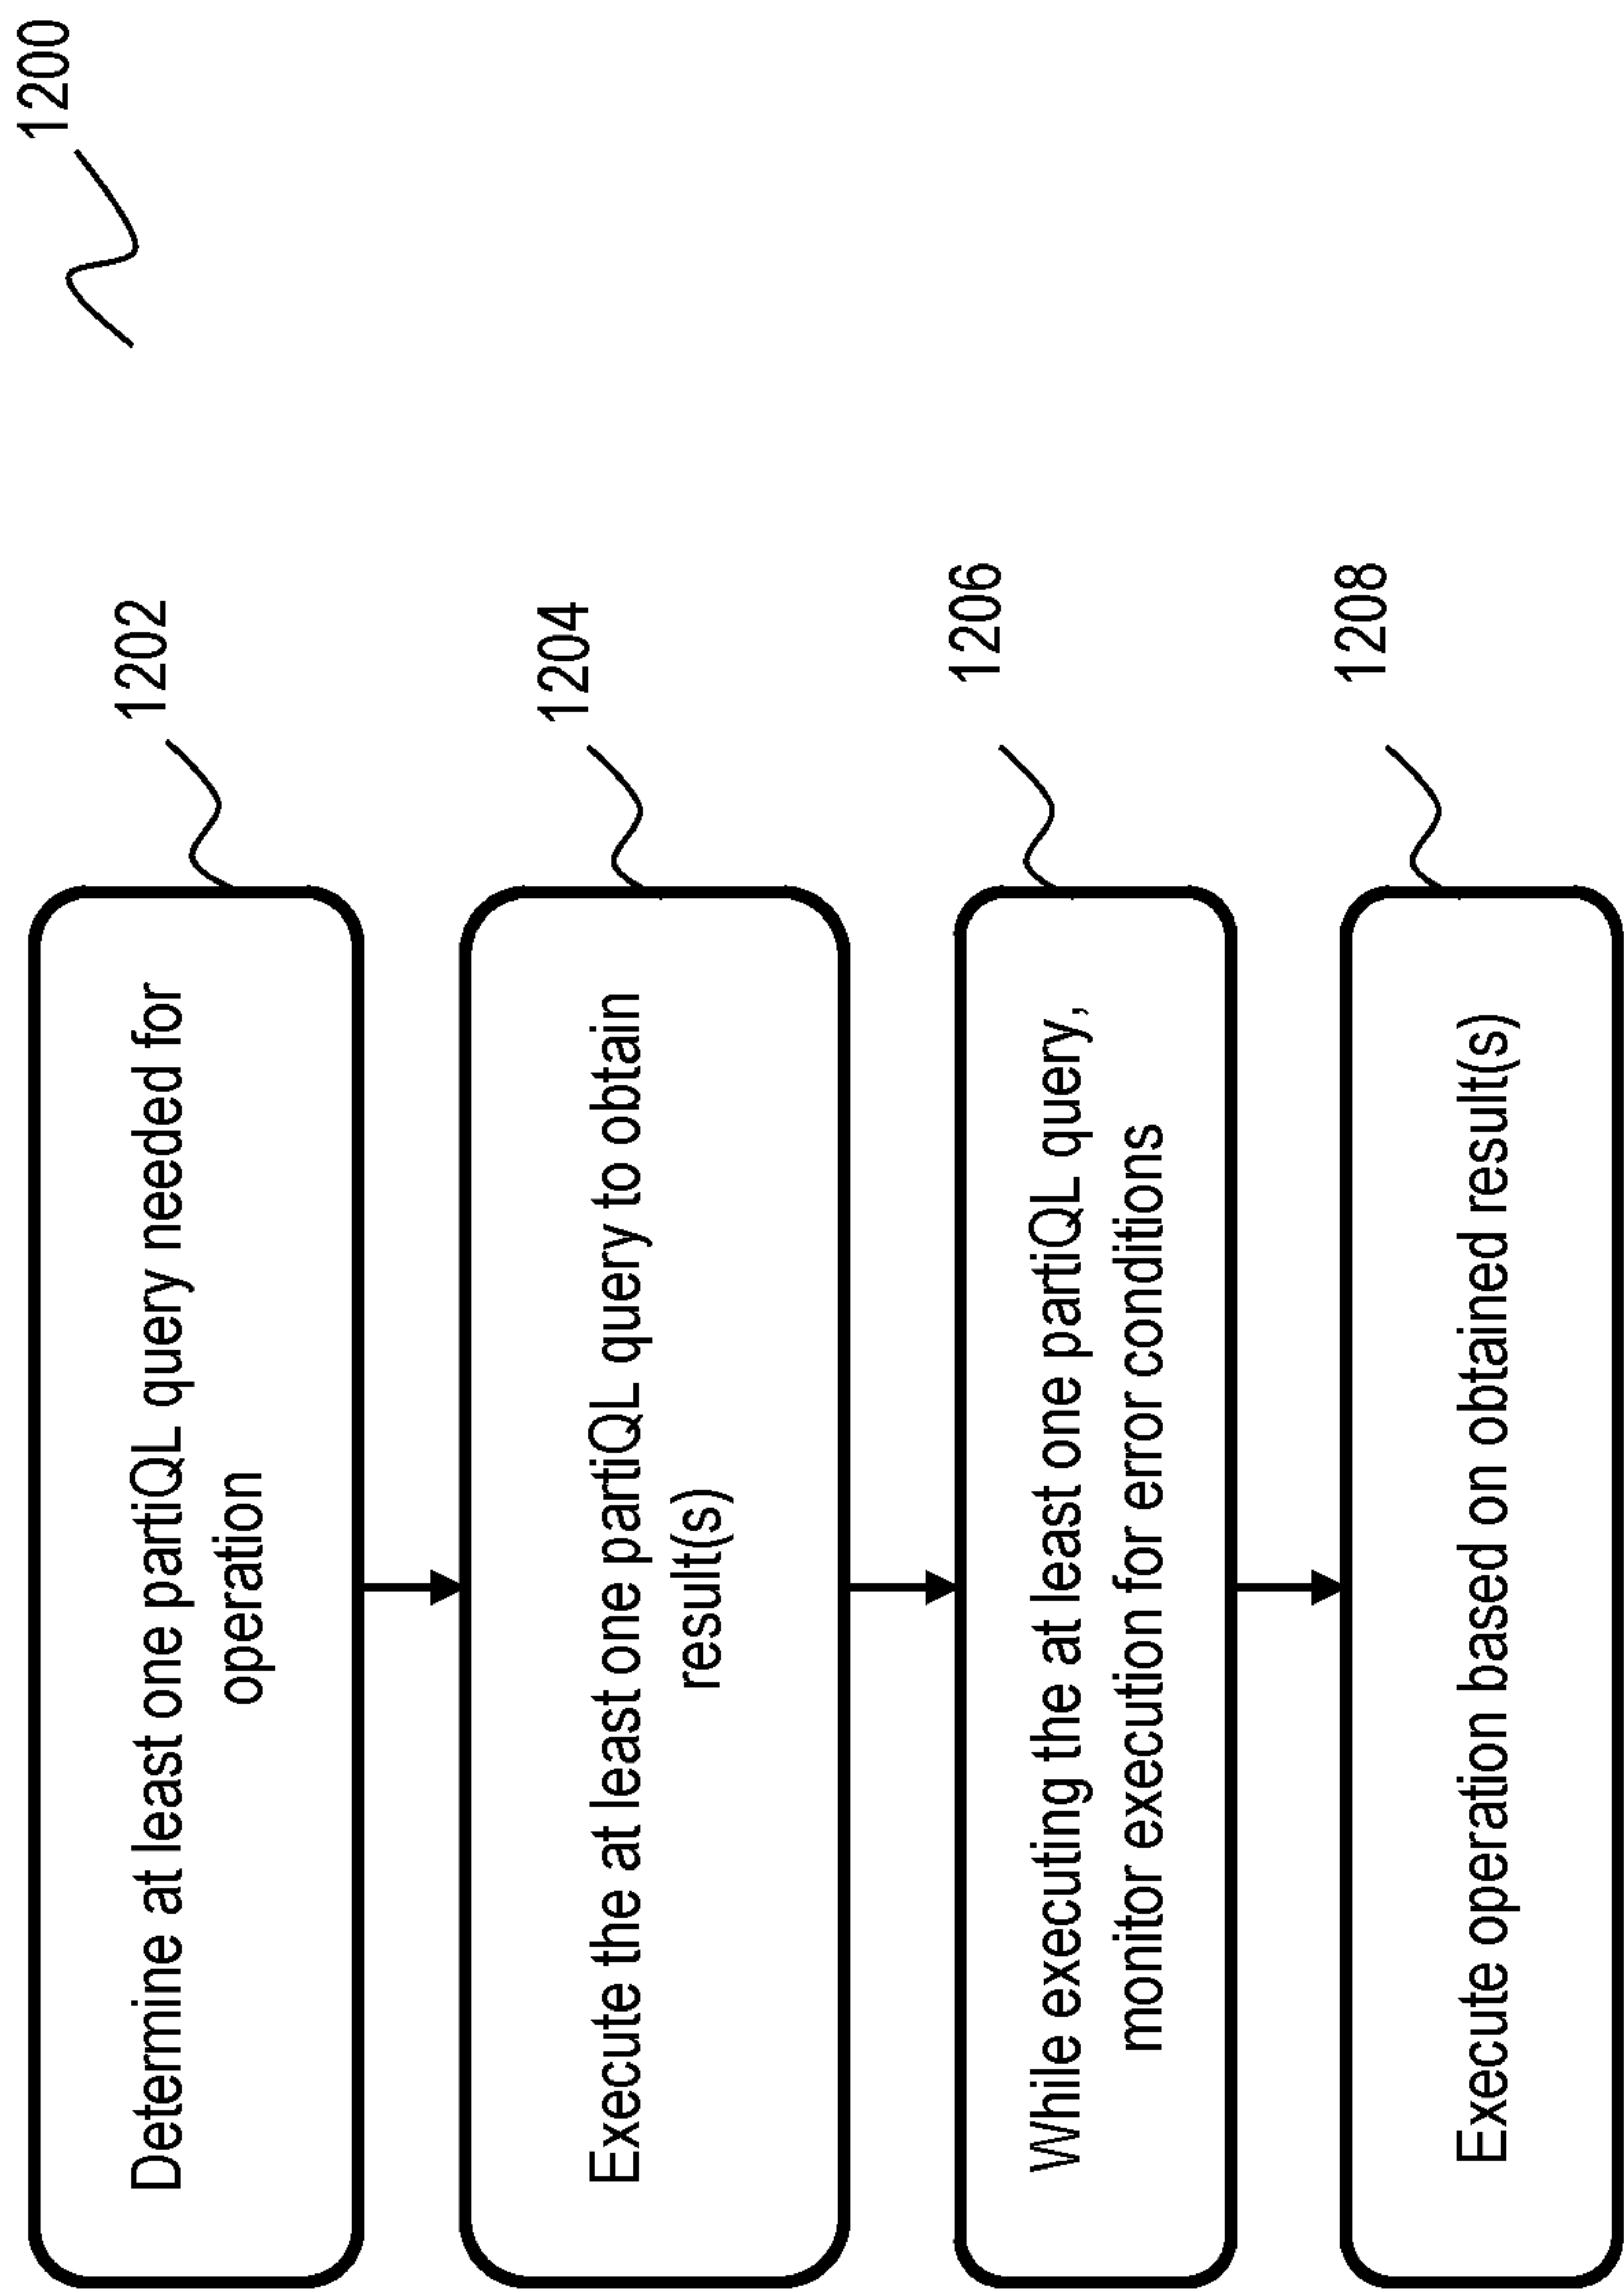 1200
1202
Determine at least one partiQL query needed for
operation
1204
Execute the at least one partiQL query to obtain
result(s)
1206
While executing the at least one partiQL query,
monitor execution for error conditions
1208
Execute operation based on obtained result(s)